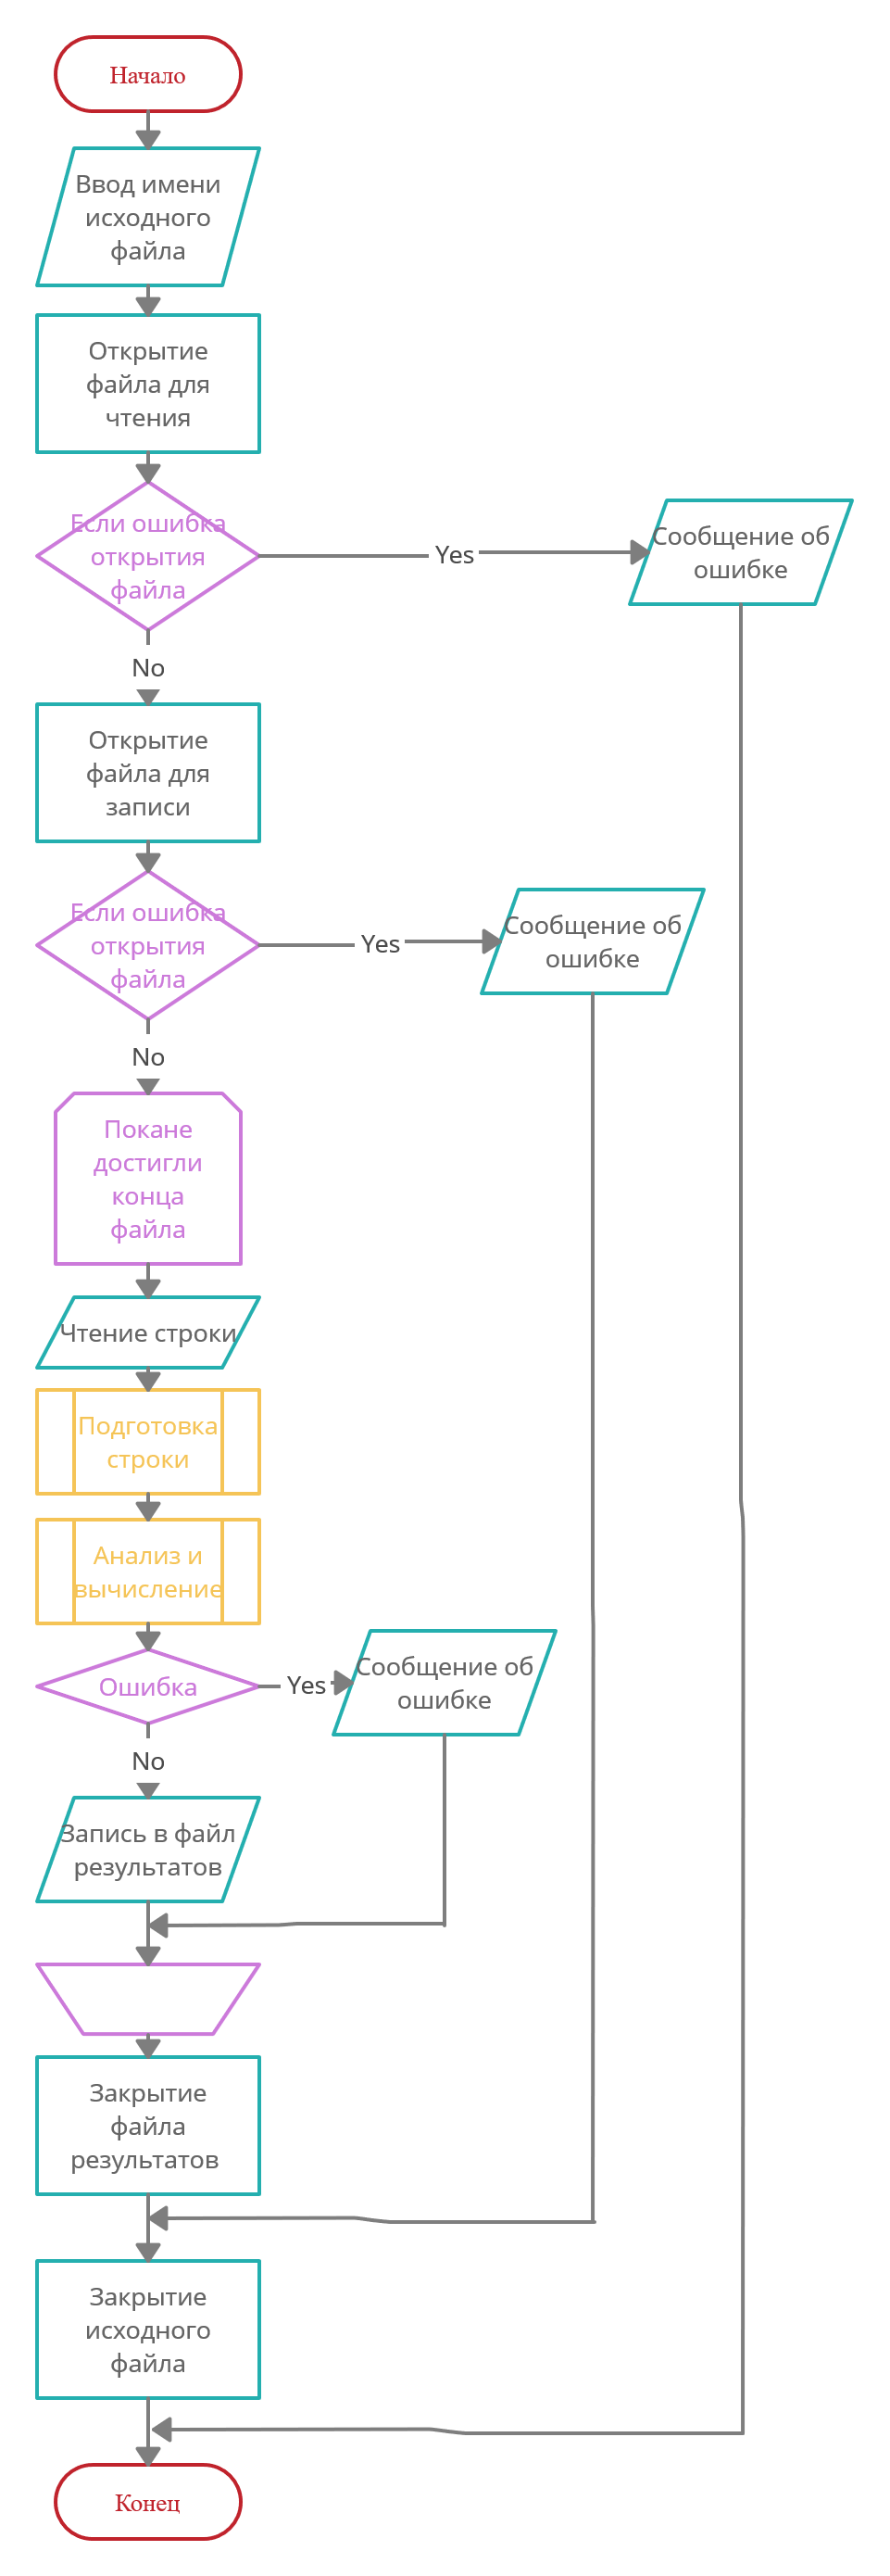 Начало
Ввод имени
исходного
файла
Открытие
файла для
чтения
Если ошибка
открытия
файла
Yes
Сообщение об
ошибке
No
Открытие
файла для
записи
Если ошибка
открытия
файла
Yes
Сообщение об
ошибке
No
Покане
достигли
конца
файла
Чтение строки
Подготовка
строки
Анализ и
вычисление
Ошибка
Yes
Сообщение об
ошибке
No
Запись в файл
результатов
Закрытие
файла
результатов
Закрытие
исходного
файла
Конец